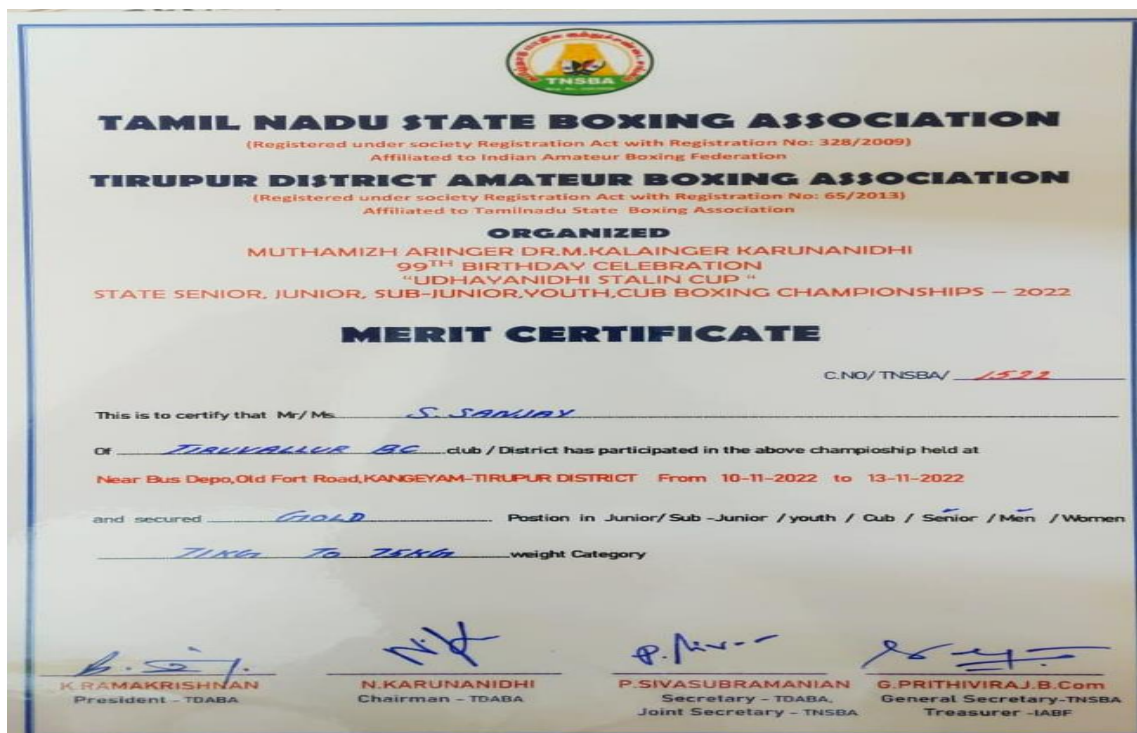 TNSBA
TAMIL NADU STATE BOXING ASSOCIATION
(Registered under society Registration Act with Registration No: 328/2009)
Affiliated to Indian Amateur Boxing Federation
TIRUPUR DISTRICT AMATEUR BOXING ASSOCIATION
(Registered under society Registration Act with Registration No: 65/2013)
Affiliated to Tamilnadu State Boxing Association
ORGANIZED
MUTHAMIZH ARINGER DR.M.KALAINGER KARUNANIDHI
99TH BIRTHDAY CELEBRATION
"UDHAYANIDHI STALIN CUP "
STATE SENIOR, JUNIOR, SUB-JUNIOR,YOUTH,CUB BOXING CHAMPIONSHIPS – 2022
MERIT CERTIFICATE
C.NO/ TNSBA/ 1522
This is to certify that Mr/Ms S. SANJAY
Of TIRUVALLUR BC club / District has participated in the above champioship held at
Near Bus Depo,Old Fort Road,KANGEYAM-TIRUPUR DISTRICT From 10-11-2022 to 13-11-2022
and secured GOLD Postion in Junior/ Sub -Junior / youth / Cub / Senior / Men / Women
71KG TO 75KG weight Category
K.RAMAKRISHNAN N.KARUNANIDHI P.SIVASUBRAMANIAN G.PRITHIVIRAJ.B.Com
President - TDABA Chairman - TDABA Secretary - TDABA, General Secretary-TNSBA
Joint Secretary - TNSBA Treasurer -IABF